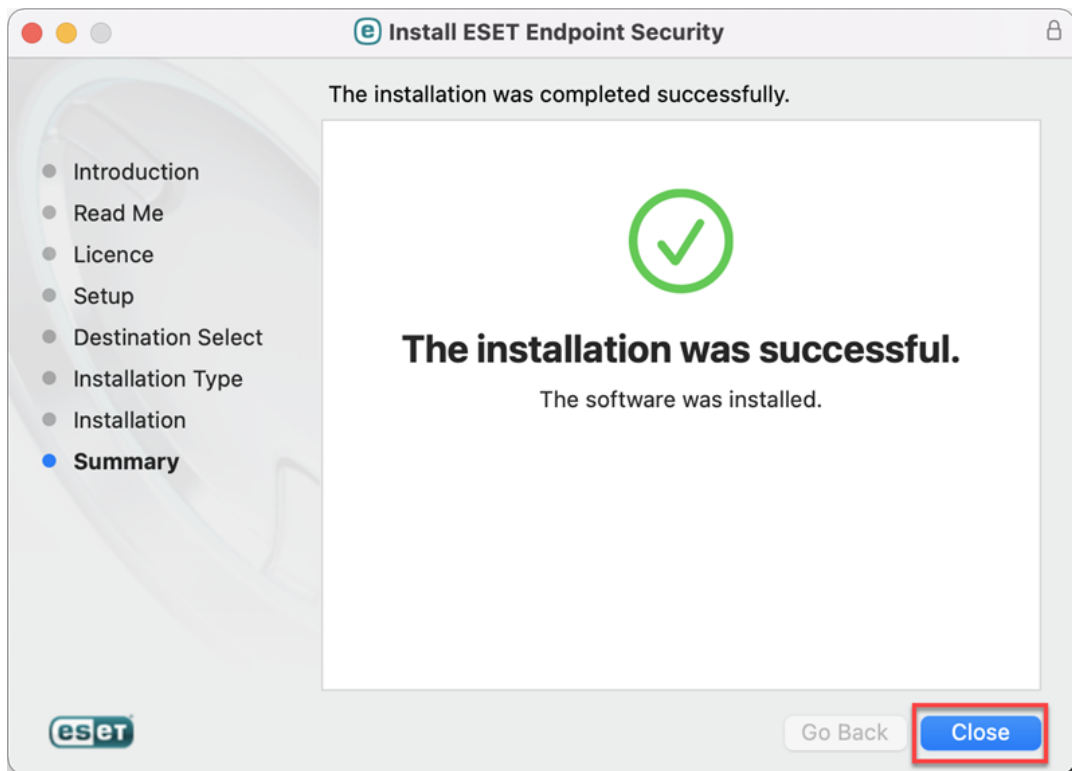 Install ESET Endpoint Security
The installation was completed successfully.
Introduction
Read Me
Licence
Setup
Destination Select
Installation Type
Installation
Summary
The installation was successful.
The software was installed.
eseT
Go Back
Close